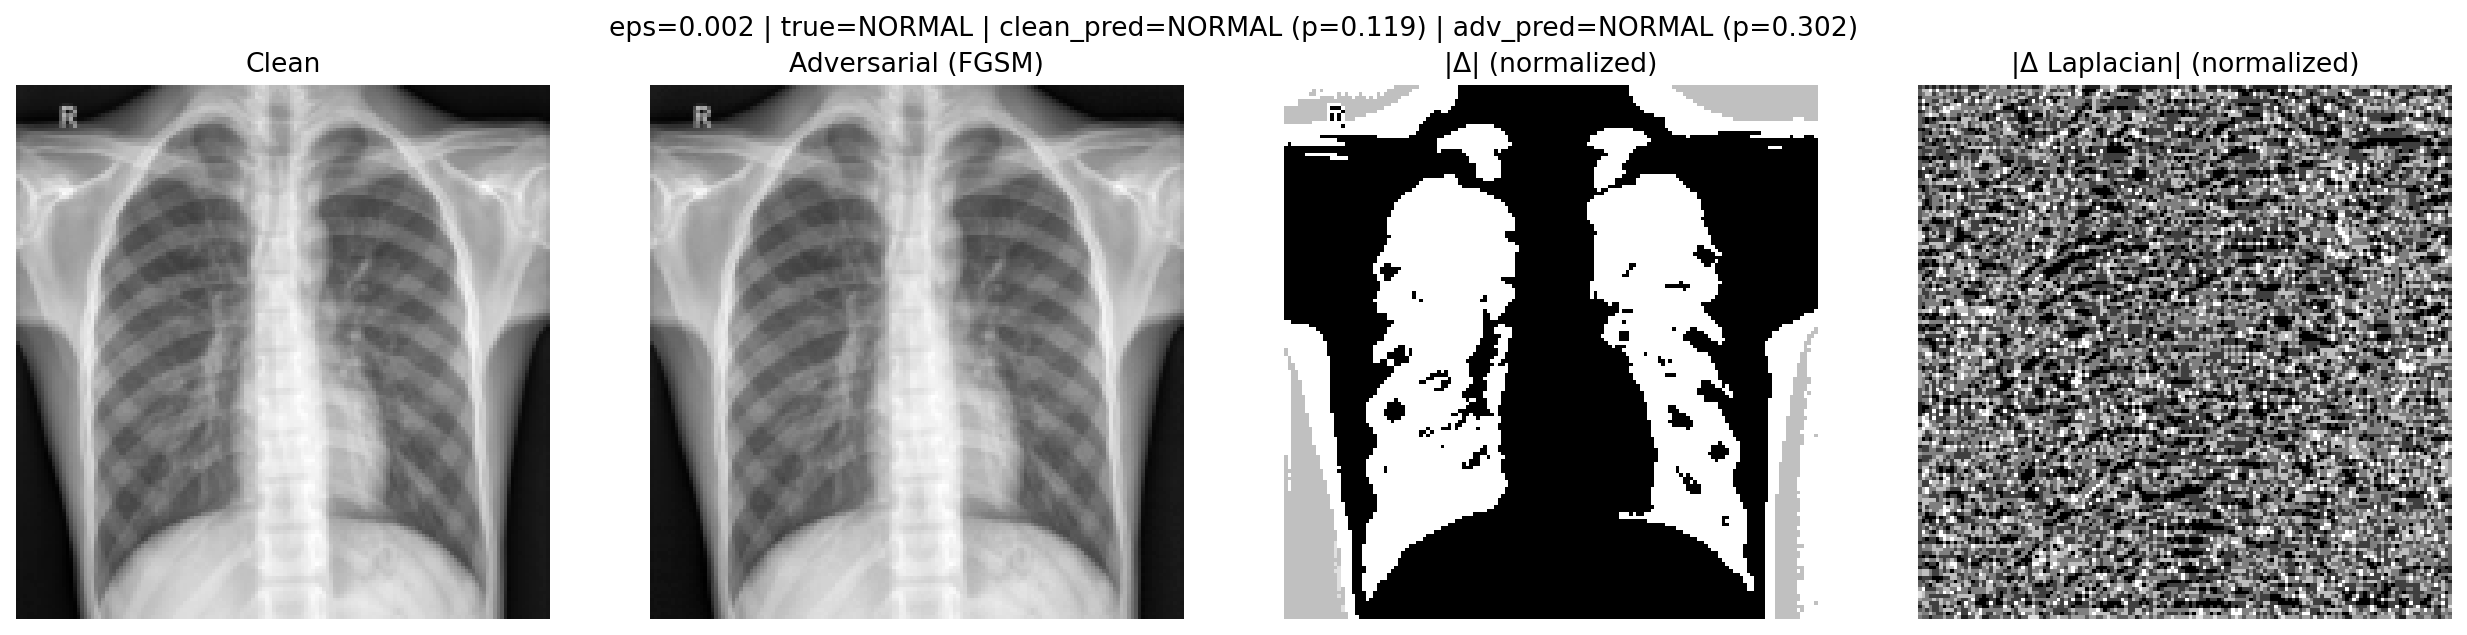 eps=0.002 | true=NORMAL | clean_pred=NORMAL (p=0.119) | adv_pred=NORMAL (p=0.302)
Clean
Adversarial (FGSM)
|Δ| (normalized)
|Δ Laplacian| (normalized)
R
R
R